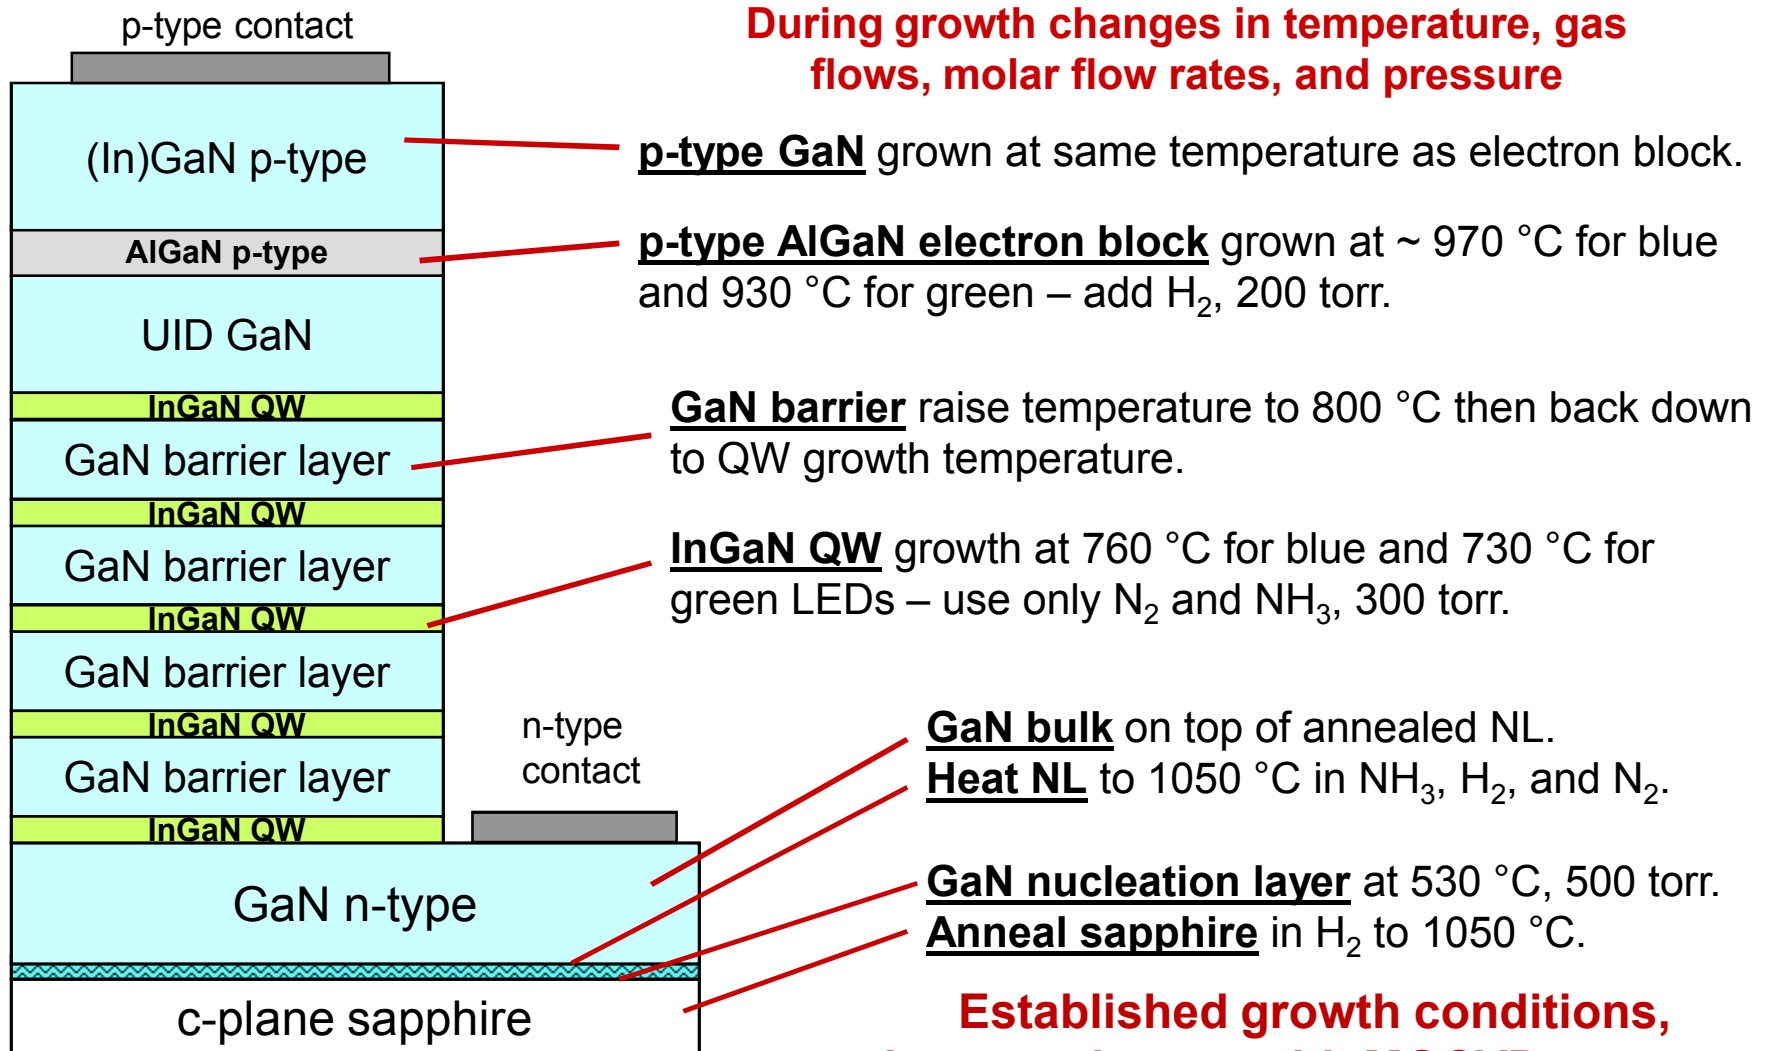 p-type contact
During growth changes in temperature, gas
flows, molar flow rates, and pressure
(In)GaN p-type
p-type GaN grown at same temperature as electron block.
AlGaN p-type
p-type AlGaN electron block grown at ~ 970 °C for blue
and 930 °C for green – add H₂, 200 torr.
UID GaN
InGaN QW
GaN barrier raise temperature to 800 °C then back down
to QW growth temperature.
GaN barrier layer
InGaN QW
GaN barrier layer
InGaN QW growth at 760 °C for blue and 730 °C for
green LEDs – use only N₂ and NH₃, 300 torr.
InGaN QW
GaN barrier layer
InGaN QW
GaN barrier layer
InGaN QW
n-type
contact
GaN bulk on top of annealed NL.
Heat NL to 1050 °C in NH₃, H₂, and N₂.
GaN n-type
GaN nucleation layer at 530 °C, 500 torr.
Anneal sapphire in H₂ to 1050 °C.
c-plane sapphire
Established growth conditions,